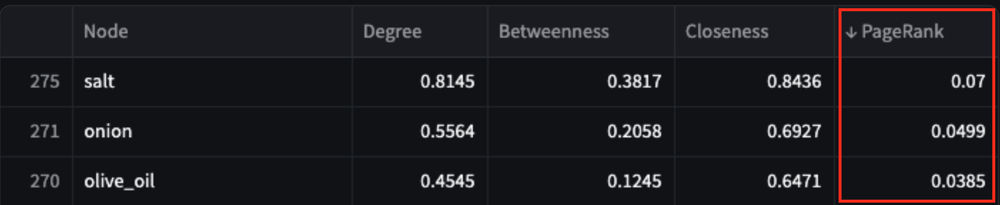 Node Degree Betweenness Closeness ↓ PageRank
275 salt 0.8145 0.3817 0.8436 0.07
271 onion 0.5564 0.2058 0.6927 0.0499
270 olive_oil 0.4545 0.1245 0.6471 0.0385